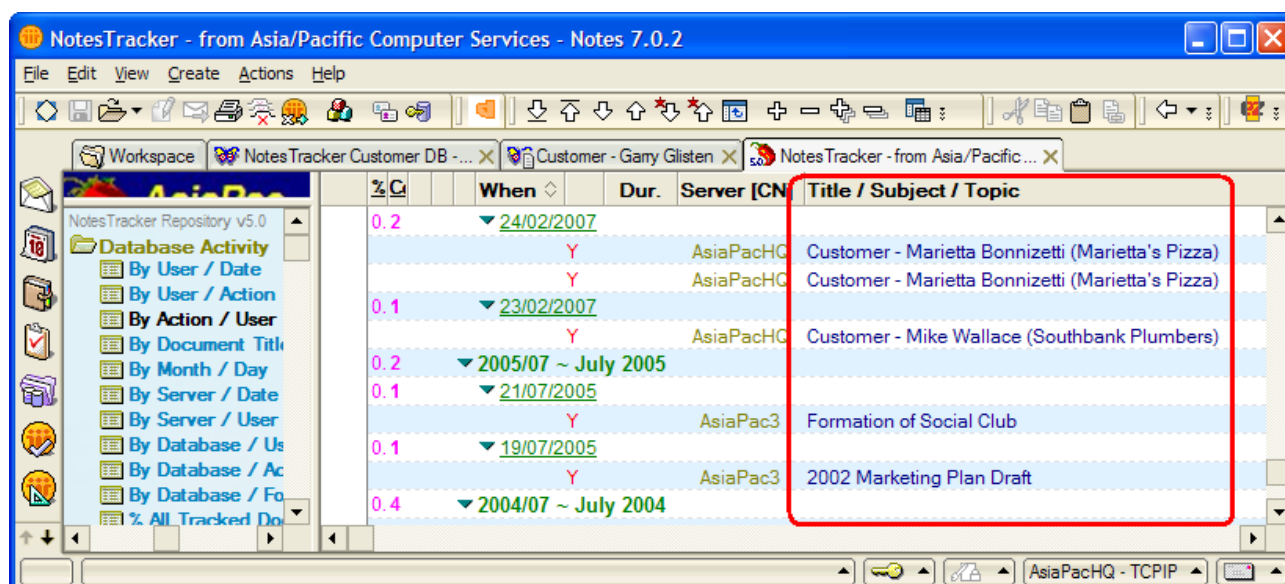 NotesTracker - from Asia/Pacific Computer Services - Notes 7.0.2
File Edit View Create Actions Help
Workspace NotesTracker Customer DB -... Customer - Garry Glisten 5.0 NotesTracker - from Asia/Pacific ...
% When Dur. Server [CN Title / Subject / Topic
NotesTracker Repository v5.0 0.2 24/02/2007
Database Activity Y AsiaPacHQ Customer - Marietta Bonnizetti (Marietta's Pizza)
By User / Date
By User / Action Y AsiaPacHQ Customer - Marietta Bonnizetti (Marietta's Pizza)
By Action / User 0.1 23/02/2007
By Document Title Y AsiaPacHQ Customer - Mike Wallace (Southbank Plumbers)
By Month / Day 0.2 2005/07 ~ July 2005
By Server / Date 0.1 21/07/2005
By Server / User Y AsiaPac3 Formation of Social Club
By Database / Us 0.1 19/07/2005
By Database / Ac Y AsiaPac3 2002 Marketing Plan Draft
By Database / Fo 0.4 2004/07 ~ July 2004
% All Tracked Do
AsiaPacHQ - TCPIP